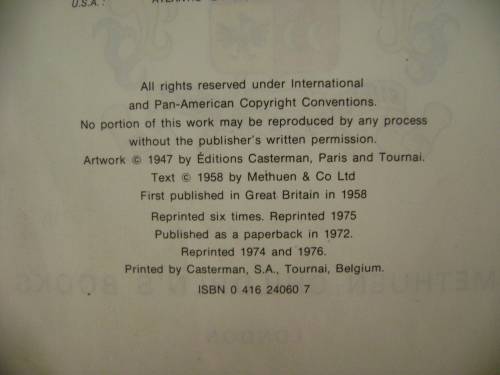 U.S.A. :
All rights reserved under International
and Pan-American Copyright Conventions.
No portion of this work may be reproduced by any process
without the publisher's written permission.
Artwork © 1947 by Éditions Casterman, Paris and Tournai.
Text © 1958 by Methuen & Co Ltd
First published in Great Britain in 1958
Reprinted six times. Reprinted 1975
Published as a paperback in 1972.
Reprinted 1974 and 1976.
Printed by Casterman, S.A., Tournai, Belgium.
ISBN 0 416 24060 7